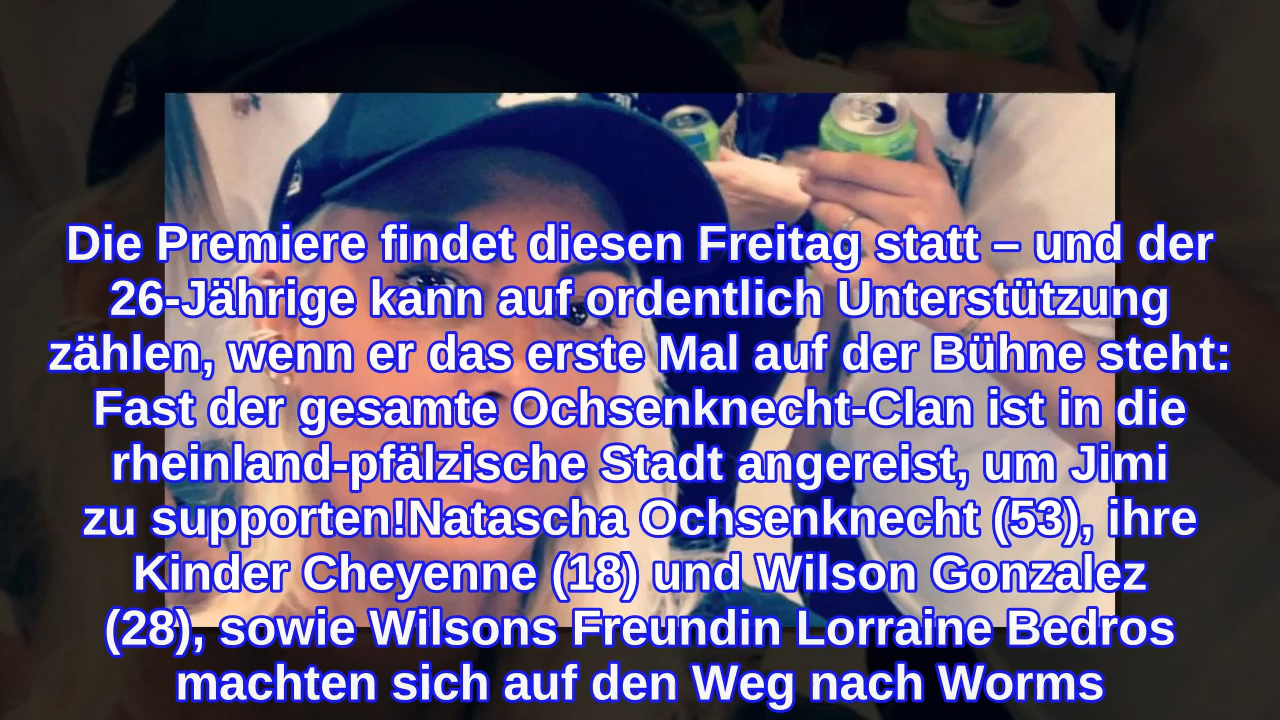 Die Premiere findet diesen Freitag statt – und der
26-Jährige kann auf ordentlich Unterstützung
zählen, wenn er das erste Mal auf der Bühne steht:
Fast der gesamte Ochsenknecht-Clan ist in die
rheinland-pfälzische Stadt angereist, um Jimi
zu supporten!Natascha Ochsenknecht (53), ihre
Kinder Cheyenne (18) und Wilson Gonzalez
(28), sowie Wilsons Freundin Lorraine Bedros
machten sich auf den Weg nach Worms